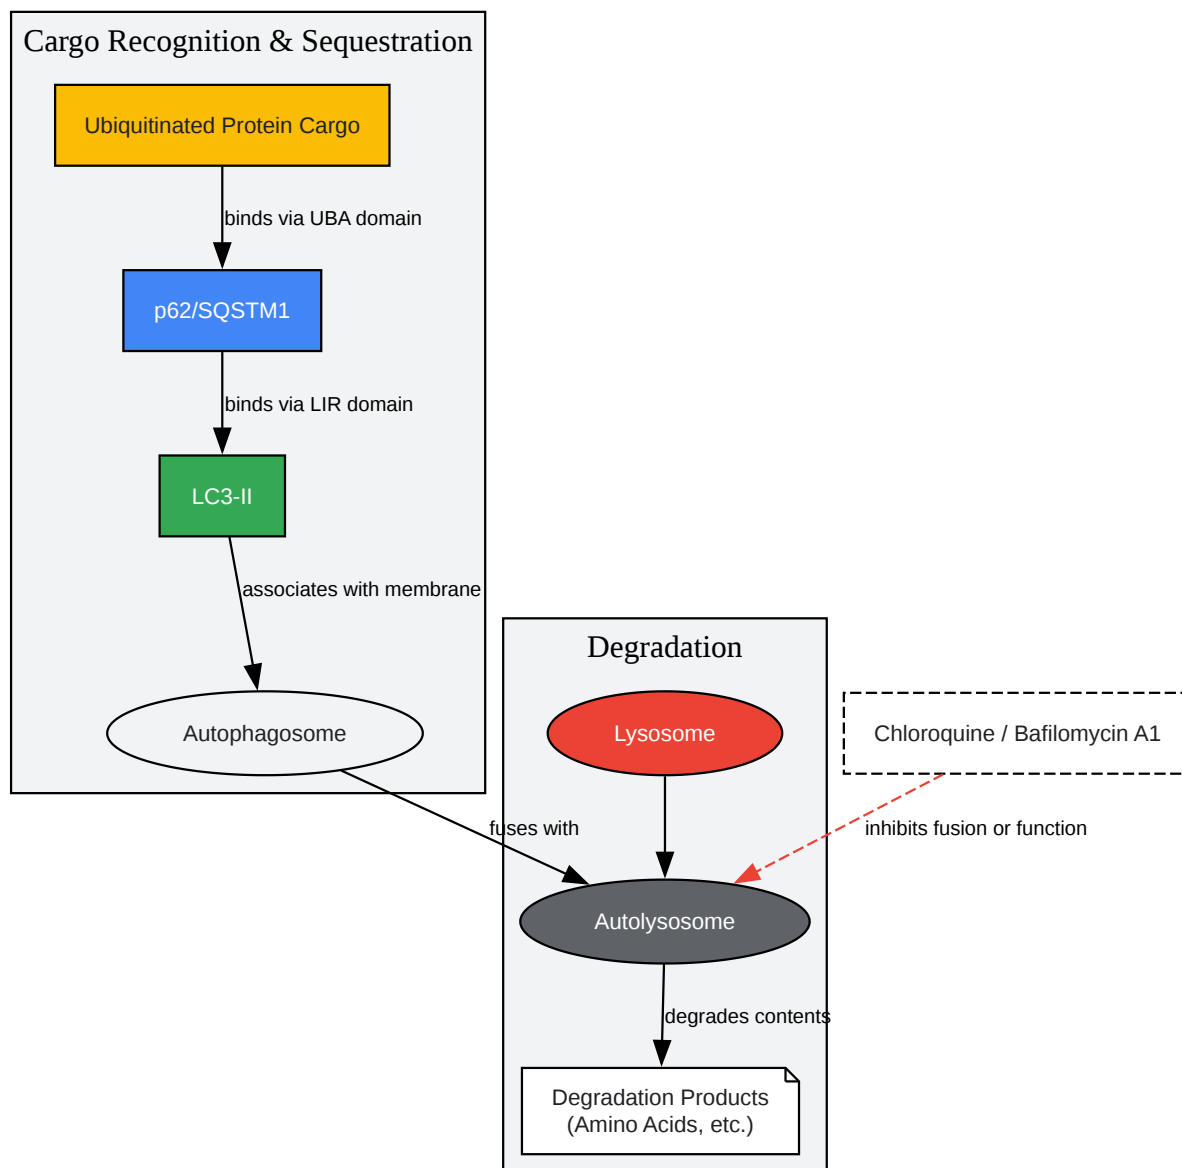 Cargo Recognition & Sequestration
Ubiquitinated Protein Cargo
binds via UBA domain
p62/SQSTM1
binds via LIR domain
LC3-II
associates with membrane
Autophagosome
fuses with
Degradation
Lysosome
Chloroquine / Bafilomycin A1
inhibits fusion or function
Autolysosome
degrades contents
Degradation Products
(Amino Acids, etc.)